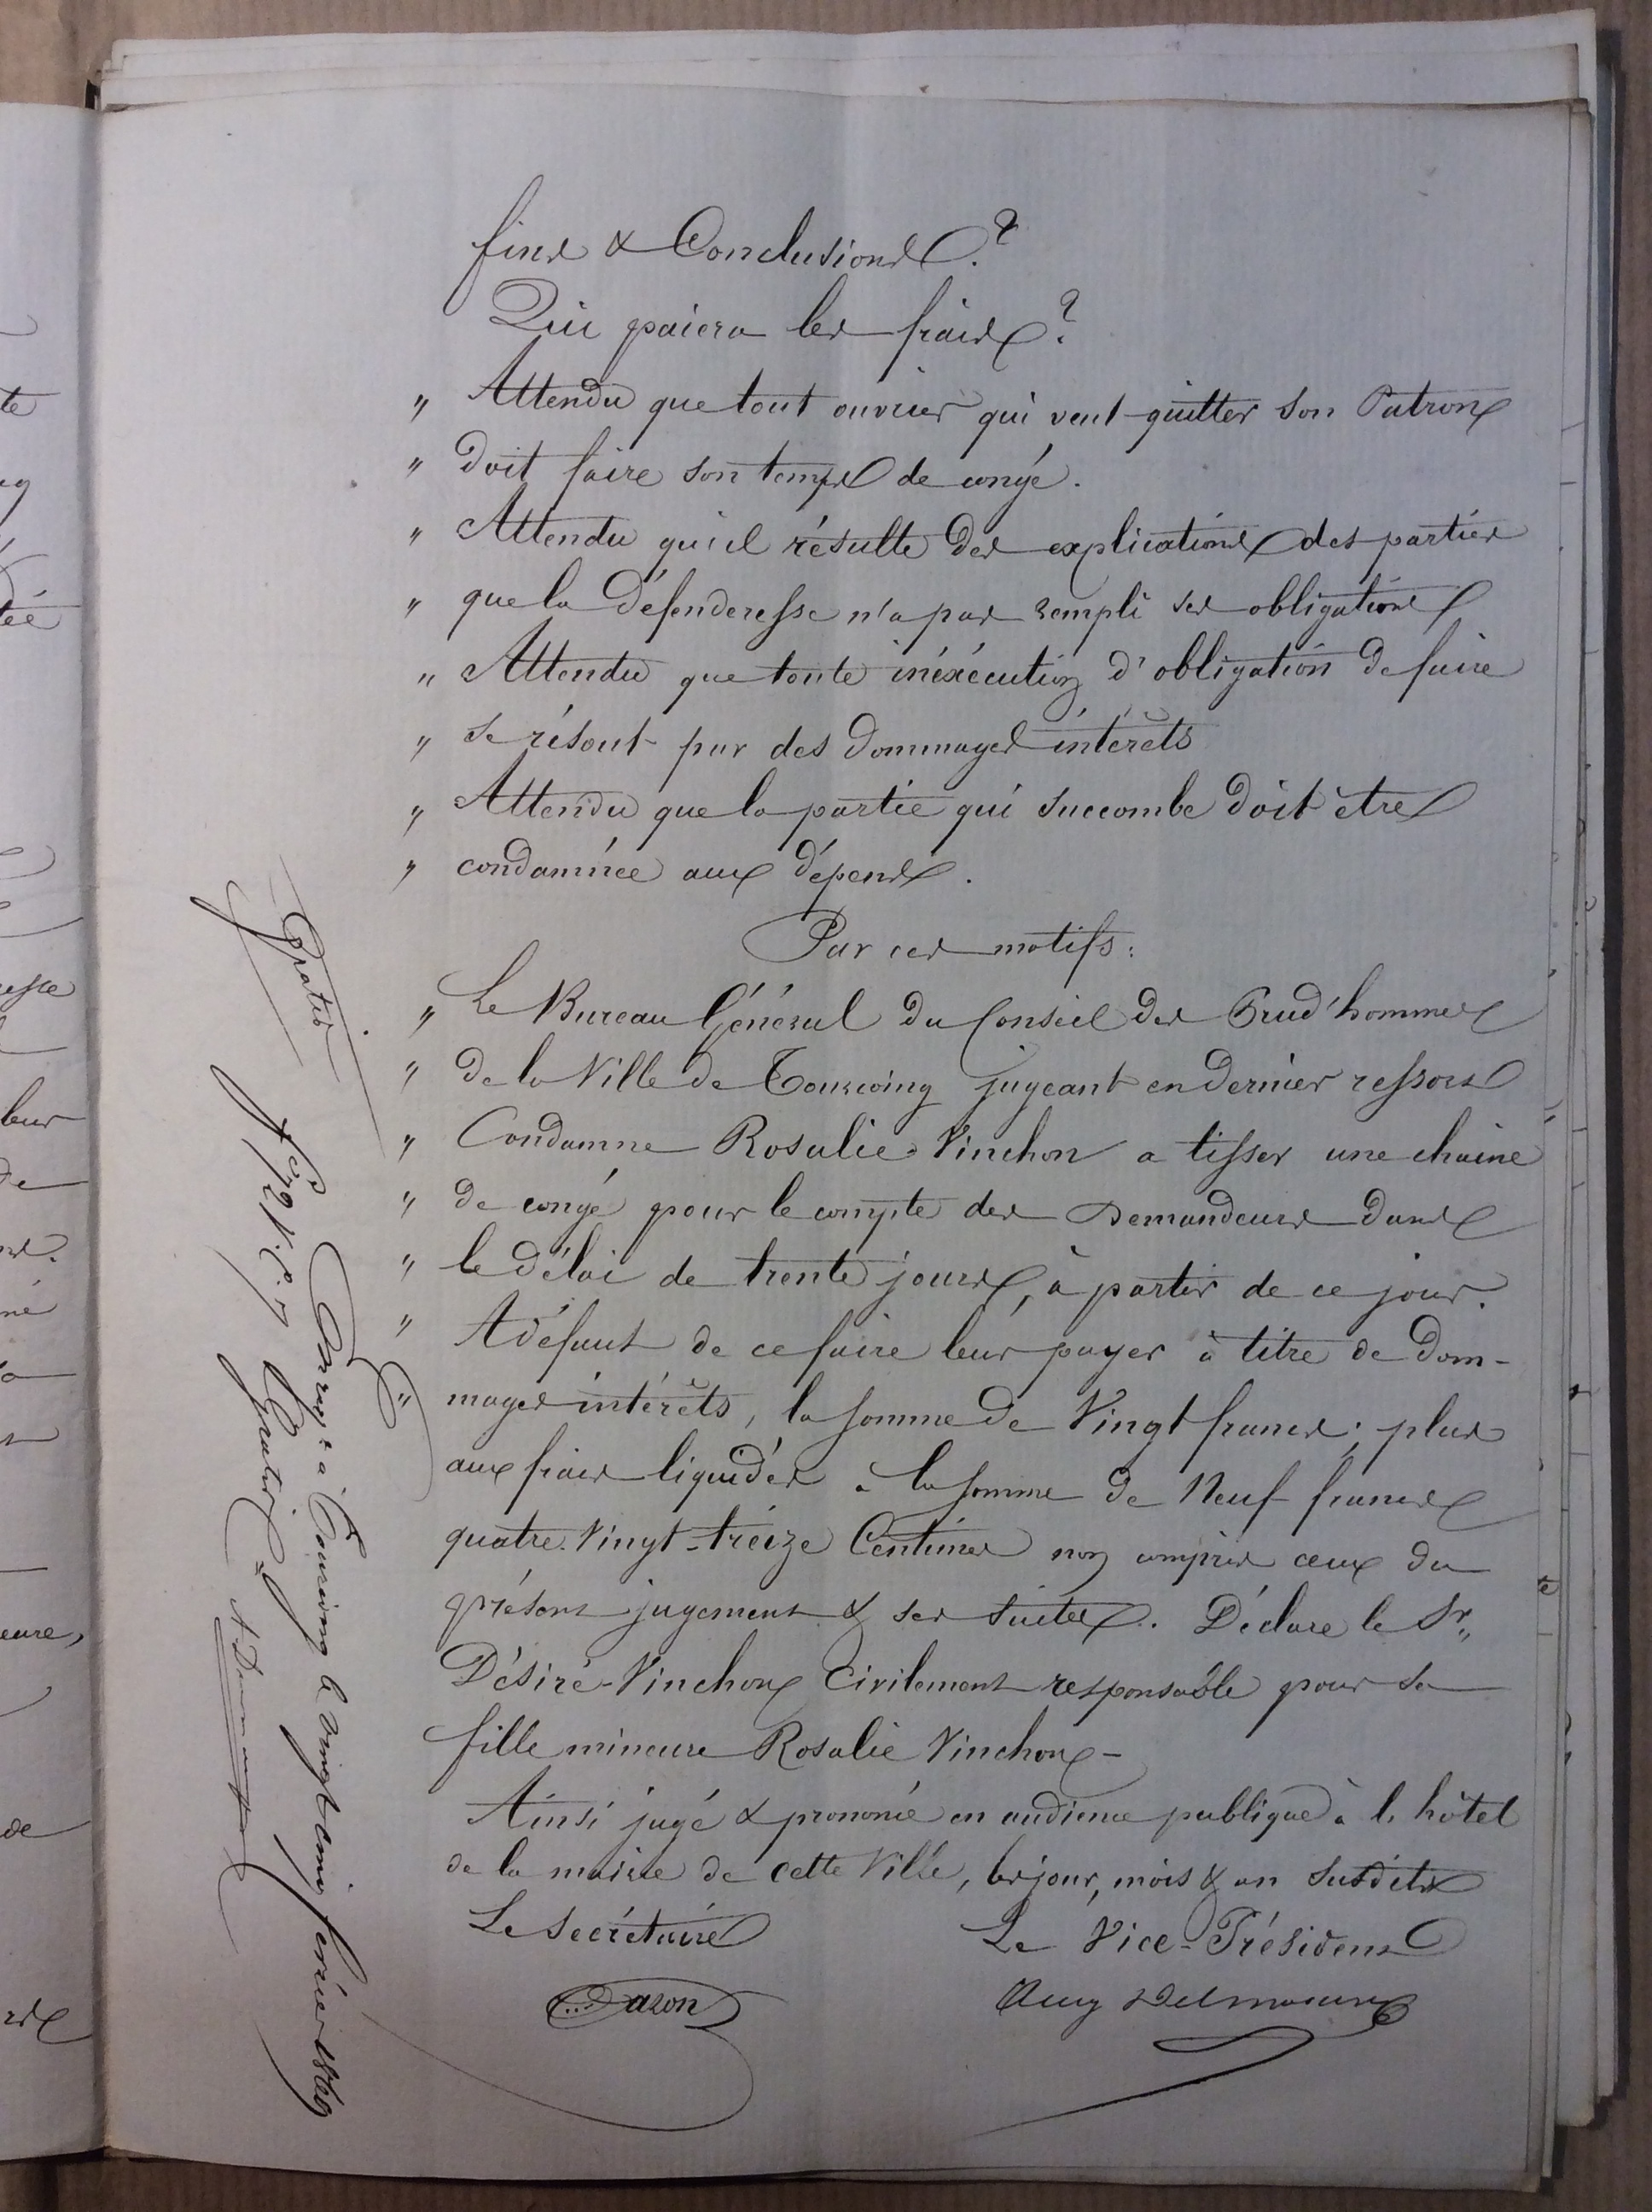 fins & Conclusions ?
Qui paiera les frais ?
" Attendu que tout ouvrier qui veut quitter son Patron
" doit faire son temps de congé.
" Attendu qu'il résulte des explications des parties
" que la défenderesse n'a pas rempli ses obligations
" Attendu que toute inéxécution d'obligation de faire
" se résout par des dommages intérêts
" Attendu que la partie qui succombe doit être
" condamnée aux dépens.
Par ces motifs :
" Le Bureau Général du Conseil des Prud'hommes
" de la Ville de Tourcoing jugeant en dernier ressort
" Condamne Rosalie Vinchon a tisser une chaine
" de congé pour le compte des Demandeurs dans
" le délai de trente jours, à partir de ce jour.
" A défaut de ce faire leur payer à titre de dom-
" mages intérêts, la somme de Vingt francs ; plus
aux frais liquidés à la somme de Neuf francs
quatre-Vingt-treize Centimes non compris ceux du
présent jugement & ses suites. Déclare le Sr.
Désiré Vinchon Civilement responsable pour sa
fille mineure Rosalie Vinchon -
Ainsi jugé & prononcé en audience publique à l'hôtel
de la mairie de cette Ville, les jour, mois & an susdits
Le Secrétaire
Le Vice-Président
Gratis
Enreg. à Tourcoing le vingt cinq février 1869
Gratis